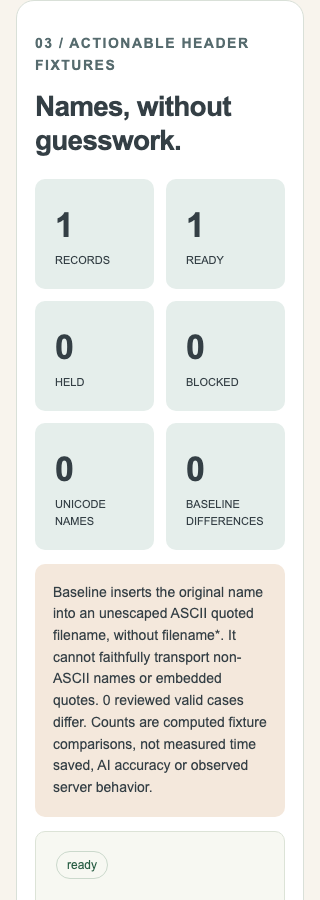 03 / ACTIONABLE HEADER
FIXTURES
Names, without
guesswork.
1
RECORDS
1
READY
0
HELD
0
BLOCKED
0
UNICODE
NAMES
0
BASELINE
DIFFERENCES
Baseline inserts the original name
into an unescaped ASCII quoted
filename, without filename*. It
cannot faithfully transport non-
ASCII names or embedded
quotes. 0 reviewed valid cases
differ. Counts are computed fixture
comparisons, not measured time
saved, AI accuracy or observed
server behavior.
ready